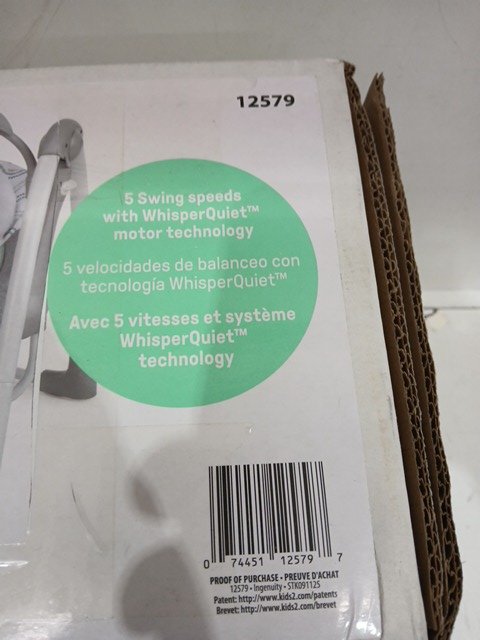 12579
5 Swing speeds
with WhisperQuiet™
motor technology
5 velocidades de balanceo con
tecnología WhisperQuiet™
Avec 5 vitesses et système
WhisperQuiet™
technology
0 74451 12579 7
PROOF OF PURCHASE • PREUVE D'ACHAT
12579 • Ingenuity • STK091125
Patent: http://www.kids2.com/patents
Brevet: http://www.kids2.com/brevet